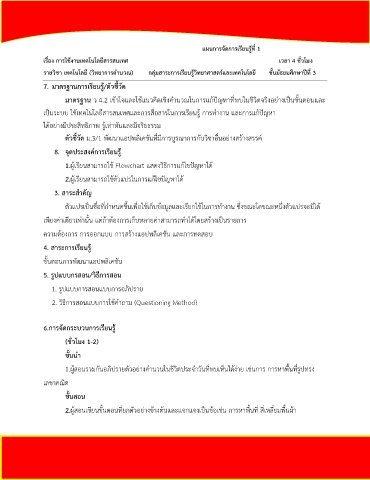 แผนการจัดการเรียนรู้ที่ 1
เรื่อง การใช้งานเทคโนโลยีสารสนเทศ เวลา 4 ชั่วโมง
รายวิชา เทคโนโลยี (วิทยาการคำนวณ) กลุ่มสาระการเรียนรู้วิทยาศาสตร์และเทคโนโลยี ชั้นมัธยมศึกษาปีที่ 3
7. มาตรฐานการเรียนรู้/ตัวชี้วัด
มาตรฐาน ว 4.2 เข้าใจและใช้แนวคิดเชิงคำนวณในการแก้ปัญหาที่พบในชีวิตจริงอย่างเป็นขั้นตอนและ
เป็นระบบ ใช้เทคโนโลยีสารสนเทศและการสื่อสารในการเรียนรู้ การทำงาน และการแก้ปัญหา
ได้อย่างมีประสิทธิภาพ รู้เท่าทันและมีจริยธรรม
ตัวชี้วัด ม.3/1 พัฒนาแอปพลิเคชันที่มีการบูรณาการกับวิชาอื่นอย่างสร้างสรรค์
8. จุดประสงค์การเรียนรู้
1.ผู้เรียนสามารถใช้ Flowchart แสดงวิธีการแก้ไขปัญหาได้
2.ผู้เรียนสามารถใช้ตัวแปรในการแก้ไขปัญหาได้
3. สาระสำคัญ
ตัวแปรเป็นชื่อที่กำหนดขึ้นเพื่อใช้เก็บข้อมูลและเรียกใช้ในการทำงาน ซึ่งขณะใดขณะหนึ่งตัวแปรจะมีได้
เพียงค่าเดียวเท่านั้น แต่ถ้าต้องการเก็บหลายค่าสามารถทำได้โดยสร้างเป็นรายการ
ความต้องการ การออกแบบ การสร้างแอปพลิเคชัน และการทดสอบ
4. สาระการเรียนรู้
ขั้นตอนการพัฒนาแอปพลิเคชัน
5. รูปแบบการสอน/วิธีการสอน
1. รูปแบบการสอนแบบการอภิปราย
2. วิธีการสอนแบบการใช้คำถาม (Questioning Method)
6.การจัดกระบวนการเรียนรู้
(ชั่วโมง 1-2)
ขั้นนำ
1.ผู้สอนร่วมกันอภิปรายตัวอย่างคำนวนในชีวิตประจำวันที่พบเห็นได้ง่าย เช่นการ การหาพื้นที่รูปทรง
เลขคณิต
ขั้นสอน
2.ผู้สอนเขียนขั้นตอนที่ยกตัวอย่างข้างต้นและแจกแจงเป็นข้อเช่น การหาพื้นที่ สี่เหลี่ยมผืนผ้า